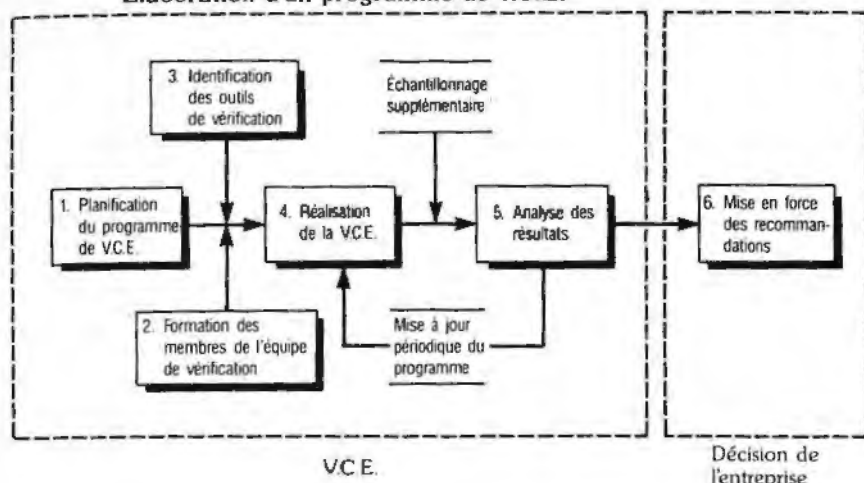 3. Identification
des outils
de vérification
Échantillonnage
supplémentaire
1. Planification
du programme
de V.C.E.
4. Réalisation
de la V.C.E.
5. Analyse des
résultats
6. Mise en force
des recomman-
dations
2. Formation des
membres de l'équipe
de vérification
Mise à jour
périodique du
programme
V.C.E.
Décision de
l'entreprise